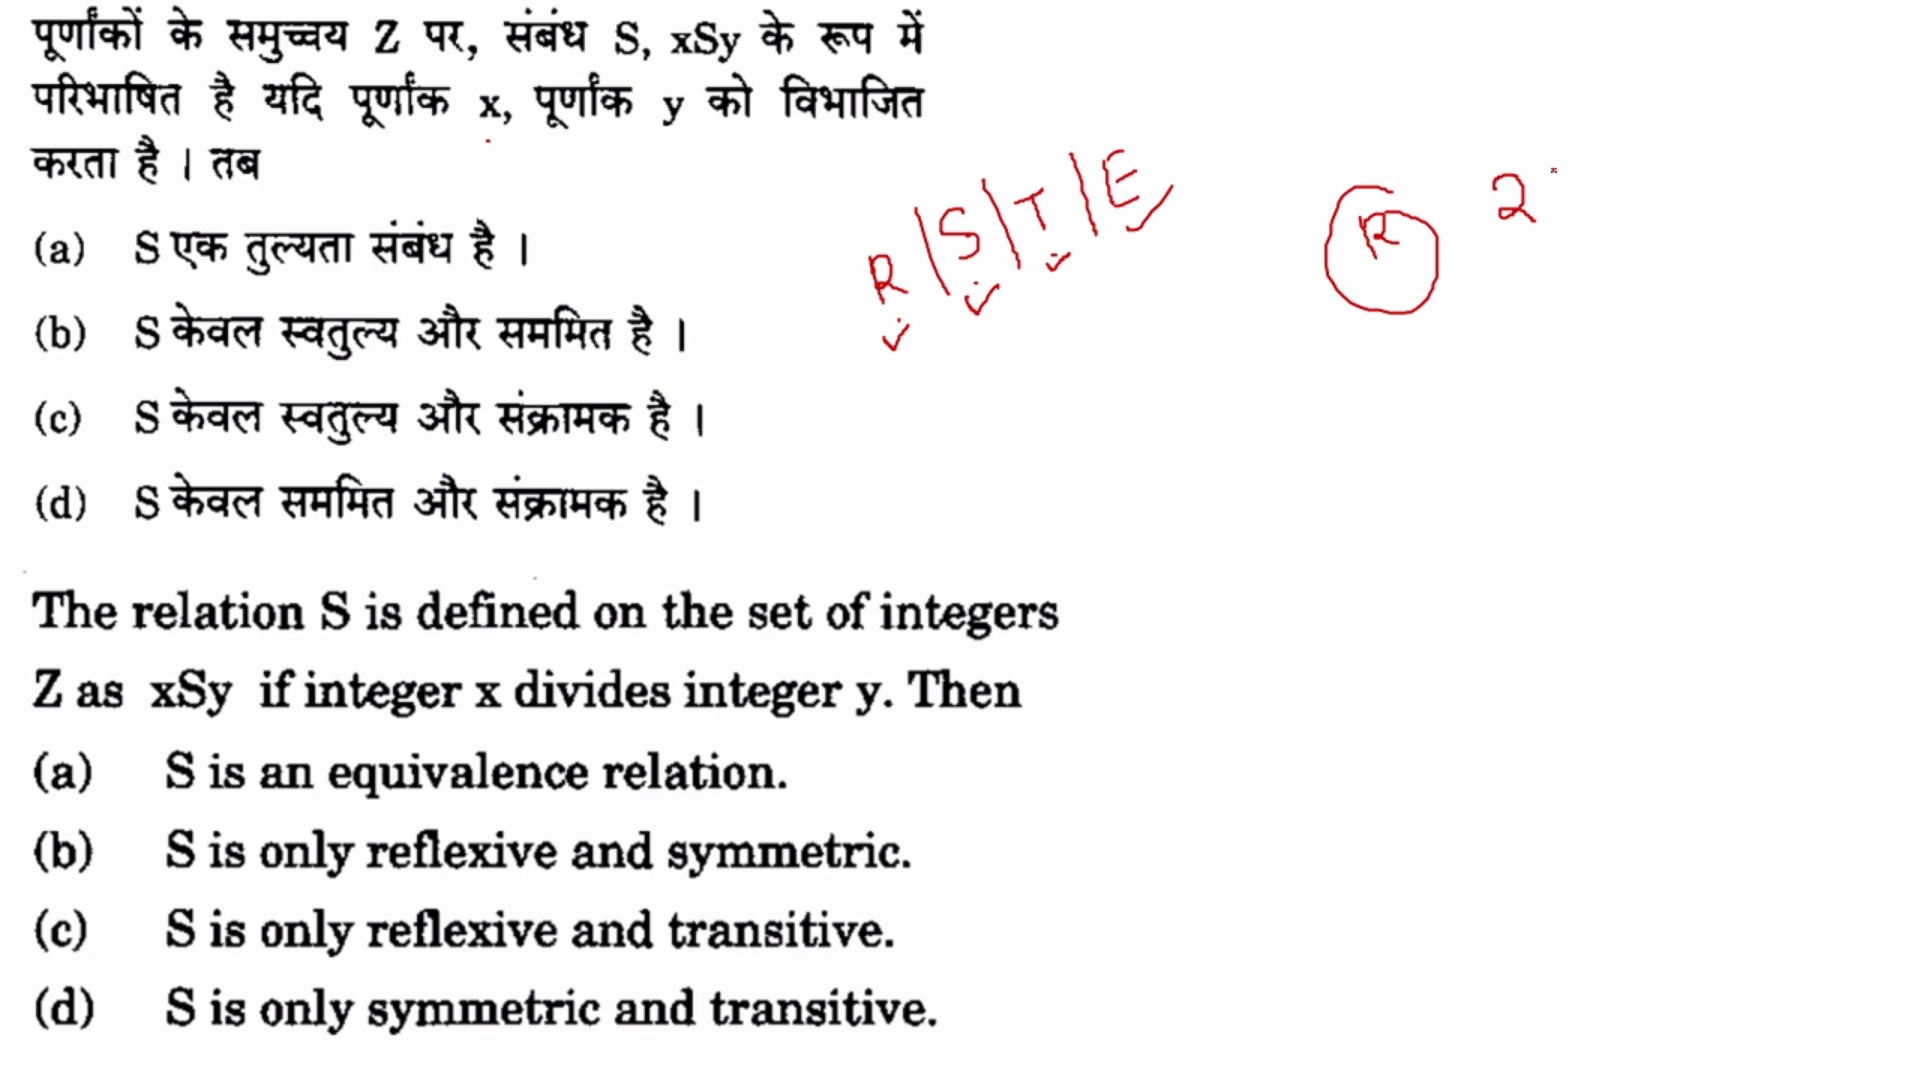 पूर्णांकों के समुच्चय Z पर, संबंध S, xSy के रूप में
परिभाषित है यदि पूर्णांक x, पूर्णांक y को विभाजित
करता है । तब
(a) S एक तुल्यता संबंध है ।
(b) S केवल स्वतुल्य और सममित है ।
(c) S केवल स्वतुल्य और संक्रामक है ।
(d) S केवल सममित और संक्रामक है ।
R / S / T / E
R 2
The relation S is defined on the set of integers
Z as xSy if integer x divides integer y. Then
(a) S is an equivalence relation.
(b) S is only reflexive and symmetric.
(c) S is only reflexive and transitive.
(d) S is only symmetric and transitive.